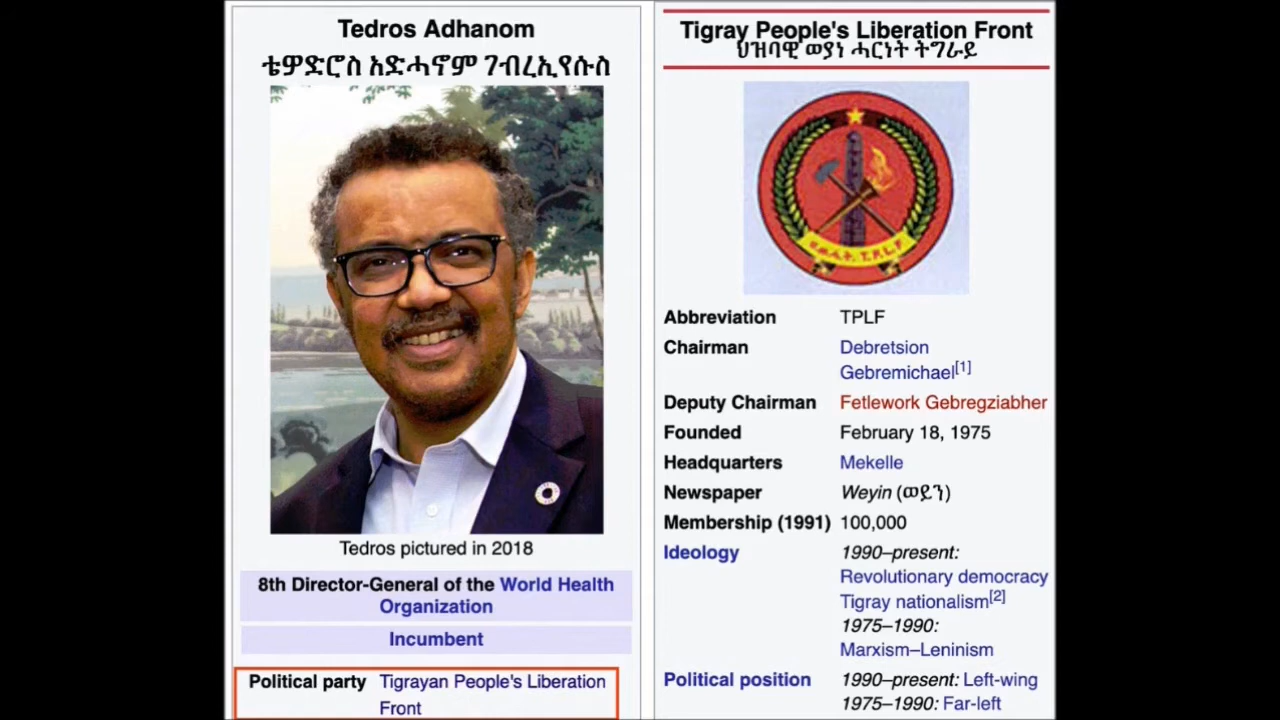 Tedros Adhanom
ቴዎድሮስ አድሓኖም ገብረኢየሱስ
Tedros pictured in 2018
8th Director-General of the World Health
Organization
Incumbent
Political party Tigrayan People's Liberation
Front
Tigray People's Liberation Front
ህዝባዊ ወያነ ሓርነት ትግራይ
Abbreviation TPLF
Chairman Debretsion
Gebremichael[1]
Deputy Chairman Fetlework Gebregziabher
Founded February 18, 1975
Headquarters Mekelle
Newspaper Weyin (ወይን)
Membership (1991) 100,000
Ideology 1990–present:
Revolutionary democracy
Tigray nationalism[2]
1975–1990:
Marxism–Leninism
Political position 1990–present: Left-wing
1975–1990: Far-left